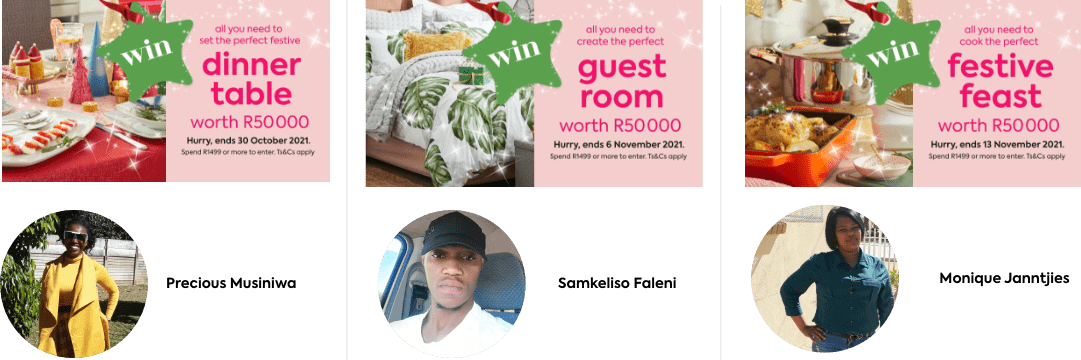 win
all you need to
set the perfect festive
dinner
table
worth R50000
Hurry, ends 30 October 2021.
Spend R1499 or more to enter. Ts&Cs apply
Precious Musiniwa
win
all you need to
create the perfect
guest
room
worth R50000
Hurry, ends 6 November 2021.
Spend R1499 or more to enter. Ts&Cs apply
Samkeliso Faleni
win
all you need to
cook the perfect
festive
feast
worth R50000
Hurry, ends 13 November 2021.
Spend R1499 or more to enter. Ts&Cs apply
Monique Janntjies